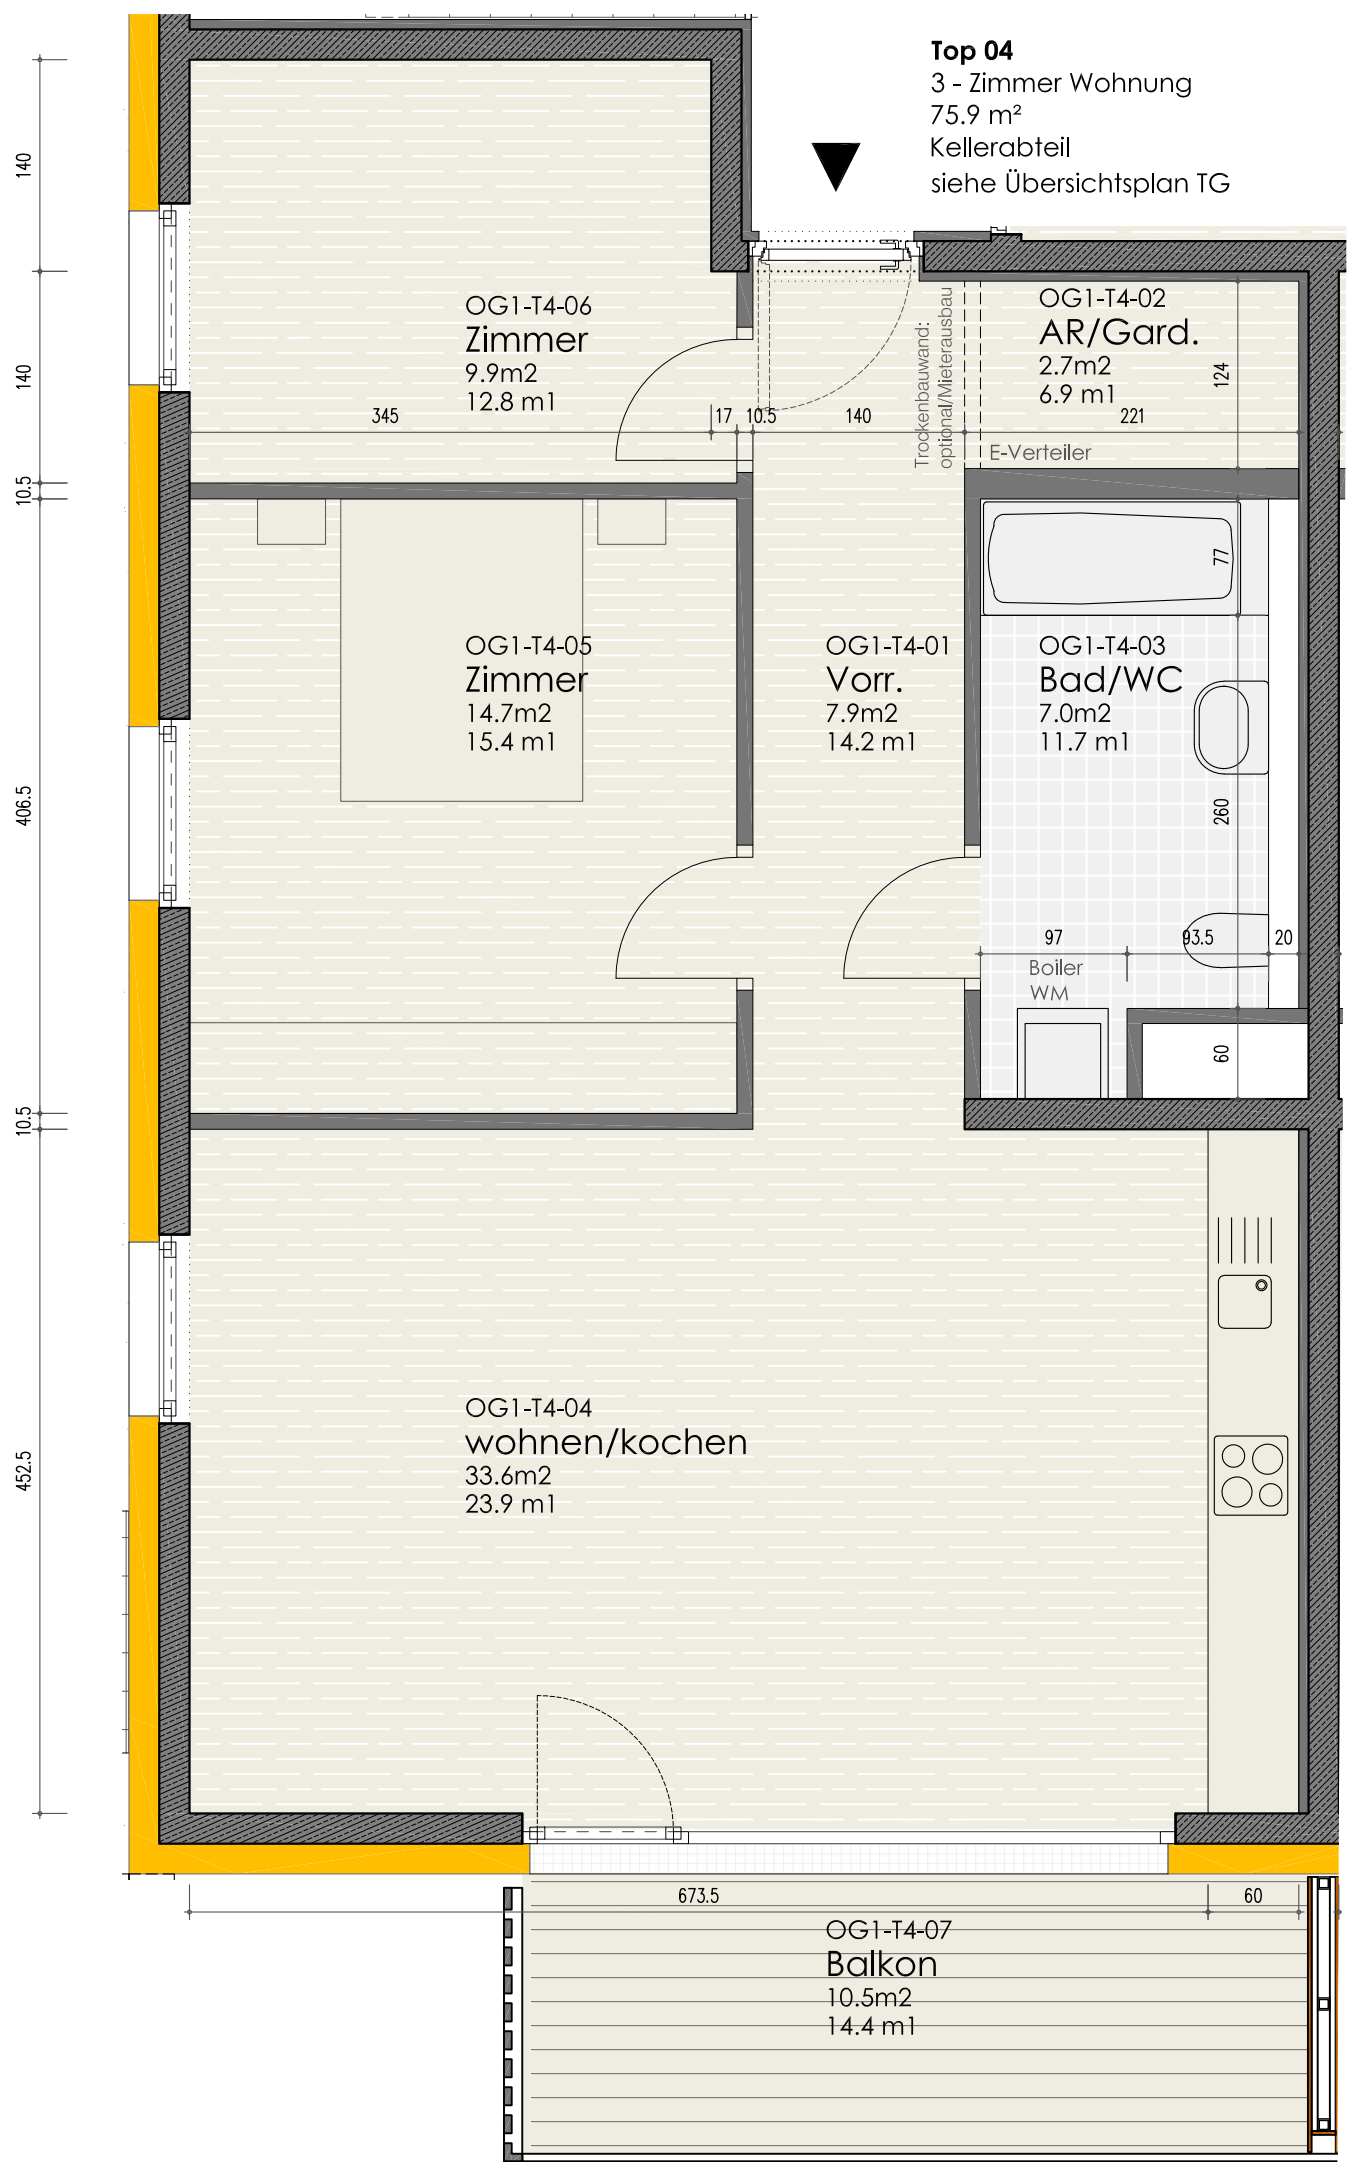 Top 04
3 - Zimmer Wohnung
75.9 m²
Kellerabteil
siehe Übersichtsplan TG
140
140
10.5
406.5
10.5
452.5
OG1-T4-06
Zimmer
9.9m2
12.8 m1
345
17
10.5
140
221
Trockenbauwand:
optional/Mieterausbau
OG1-T4-02
AR/Gard.
2.7m2
6.9 m1
124
E-Verteiler
77
OG1-T4-05
Zimmer
14.7m2
15.4 m1
OG1-T4-01
Vorr.
7.9m2
14.2 m1
OG1-T4-03
Bad/WC
7.0m2
11.7 m1
260
97
93.5
20
Boiler
WM
60
OG1-T4-04
wohnen/kochen
33.6m2
23.9 m1
673.5
60
OG1-T4-07
Balkon
10.5m2
14.4 m1